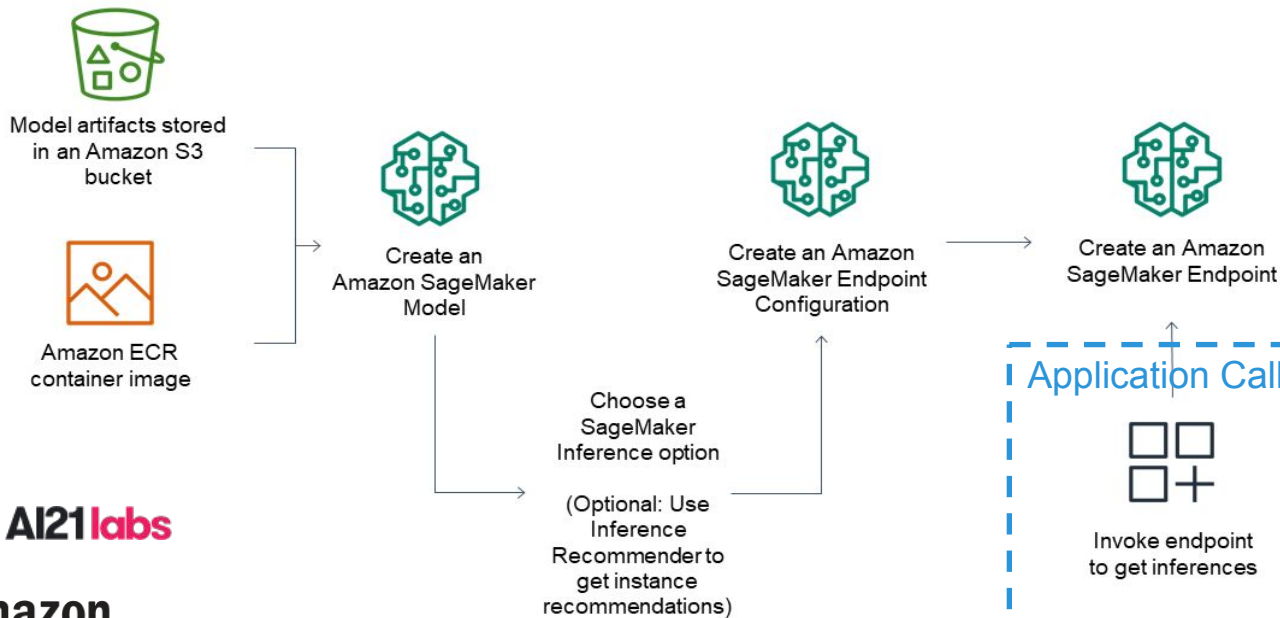 Model artifacts stored
in an Amazon S3
bucket
Amazon ECR
container image
Create an
Amazon SageMaker
Model
Choose a
SageMaker
Inference option
(Optional: Use
Inference
Recommender to
get instance
recommendations)
Create an Amazon
SageMaker Endpoint
Configuration
Create an Amazon
SageMaker Endpoint
Application Call
Invoke endpoint
to get inferences
AI21labs